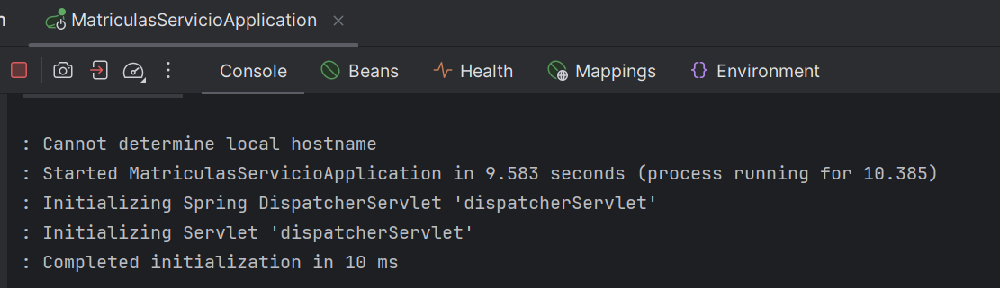 MatriculasServicioApplication
Console Beans Health Mappings Environment
: Cannot determine local hostname
: Started MatriculasServicioApplication in 9.583 seconds (process running for 10.385)
: Initializing Spring DispatcherServlet 'dispatcherServlet'
: Initializing Servlet 'dispatcherServlet'
: Completed initialization in 10 ms